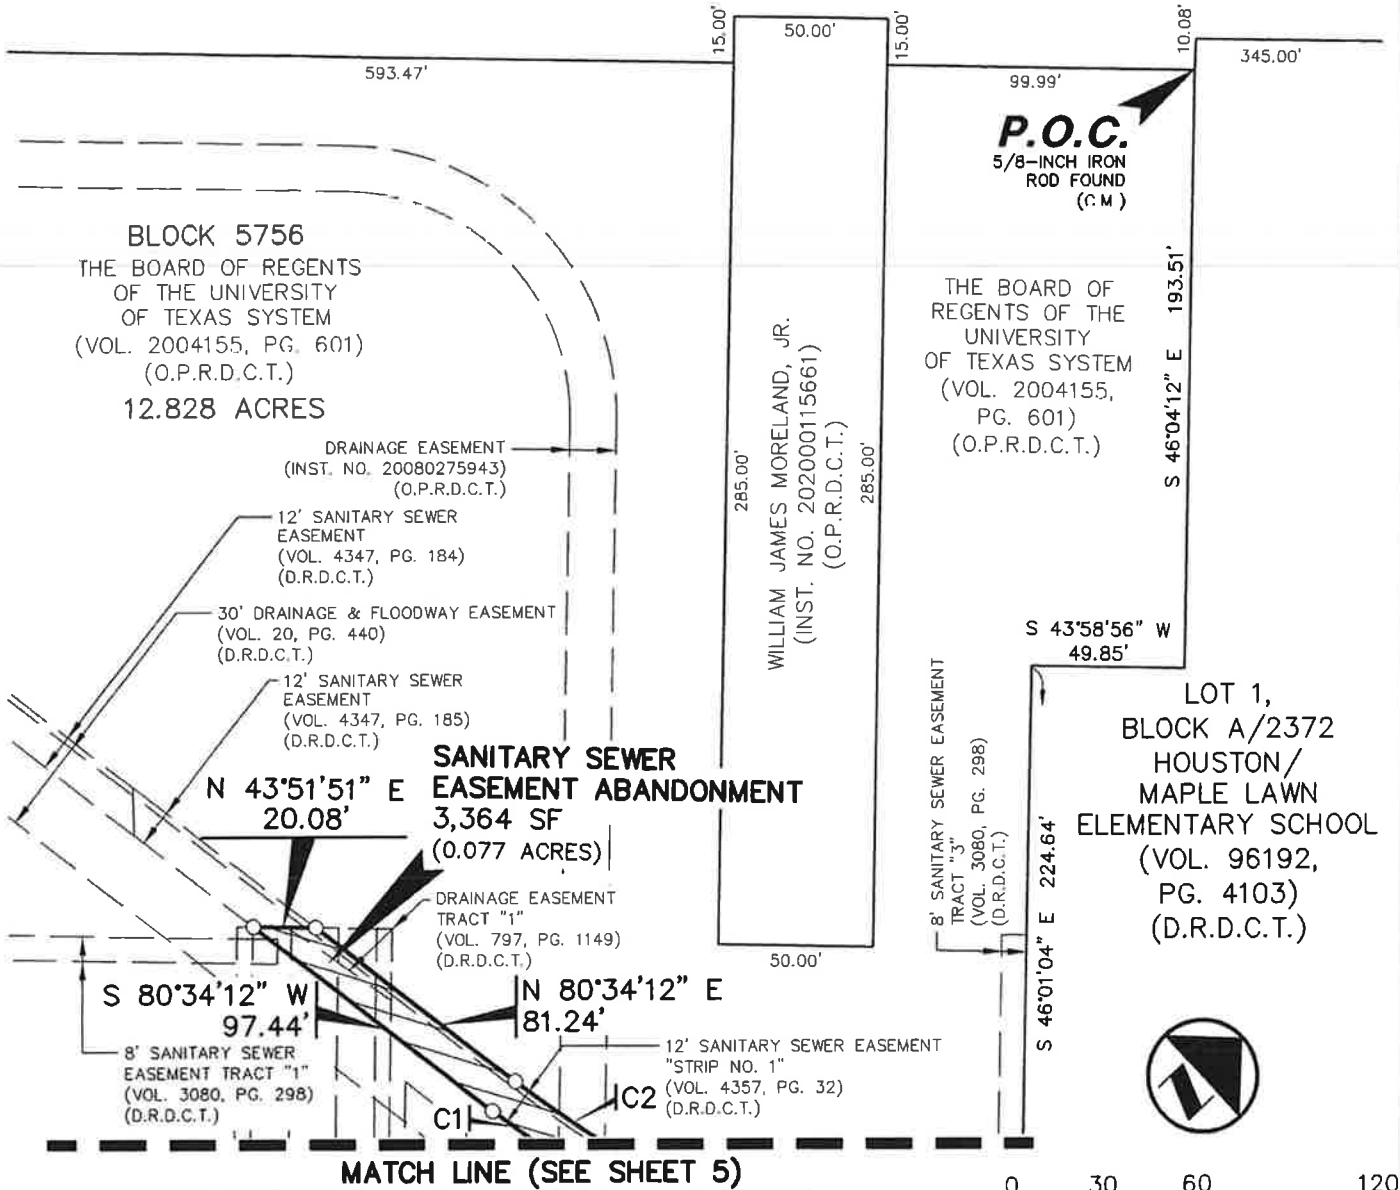 593.47'
15.00'
50.00'
15.00'
99.99'
10.08'
345.00'
P.O.C.
5/8-INCH IRON
ROD FOUND
(C.M.)
BLOCK 5756
THE BOARD OF REGENTS
OF THE UNIVERSITY
OF TEXAS SYSTEM
(VOL. 2004155, PG. 601)
(O.P.R.D.C.T.)
12.828 ACRES
DRAINAGE EASEMENT
(INST. NO. 20080275943)
(O.P.R.D.C.T.)
12' SANITARY SEWER
EASEMENT
(VOL. 4347, PG. 184)
(D.R.D.C.T.)
30' DRAINAGE & FLOODWAY EASEMENT
(VOL. 20, PG. 440)
(D.R.D.C.T.)
12' SANITARY SEWER
EASEMENT
(VOL. 4347, PG. 185)
(D.R.D.C.T.)
285.00'
WILLIAM JAMES MORELAND, JR.
(INST. NO. 202000115661)
(O.P.R.D.C.T.)
285.00'
50.00'
THE BOARD OF
REGENTS OF THE
UNIVERSITY
OF TEXAS SYSTEM
(VOL. 2004155,
PG. 601)
(O.P.R.D.C.T.)
S 46°04'12" E 193.51'
S 43°58'56" W
49.85'
8' SANITARY SEWER EASEMENT
TRACT "3"
(VOL. 3080, PG. 298)
(D.R.D.C.T.)
S 46°01'04" E 224.64'
LOT 1,
BLOCK A/2372
HOUSTON/
MAPLE LAWN
ELEMENTARY SCHOOL
(VOL. 96192,
PG. 4103)
(D.R.D.C.T.)
N 43°51'51" E
20.08'
SANITARY SEWER
EASEMENT ABANDONMENT
3,364 SF
(0.077 ACRES)
DRAINAGE EASEMENT
TRACT "1"
(VOL. 797, PG. 1149)
(D.R.D.C.T.)
S 80°34'12" W
97.44'
N 80°34'12" E
81.24'
8' SANITARY SEWER
EASEMENT TRACT "1"
(VOL. 3080, PG. 298)
(D.R.D.C.T.)
12' SANITARY SEWER EASEMENT
"STRIP NO. 1"
(VOL. 4357, PG. 32)
(D.R.D.C.T.)
C1
C2
MATCH LINE (SEE SHEET 5)
0 30 60 120